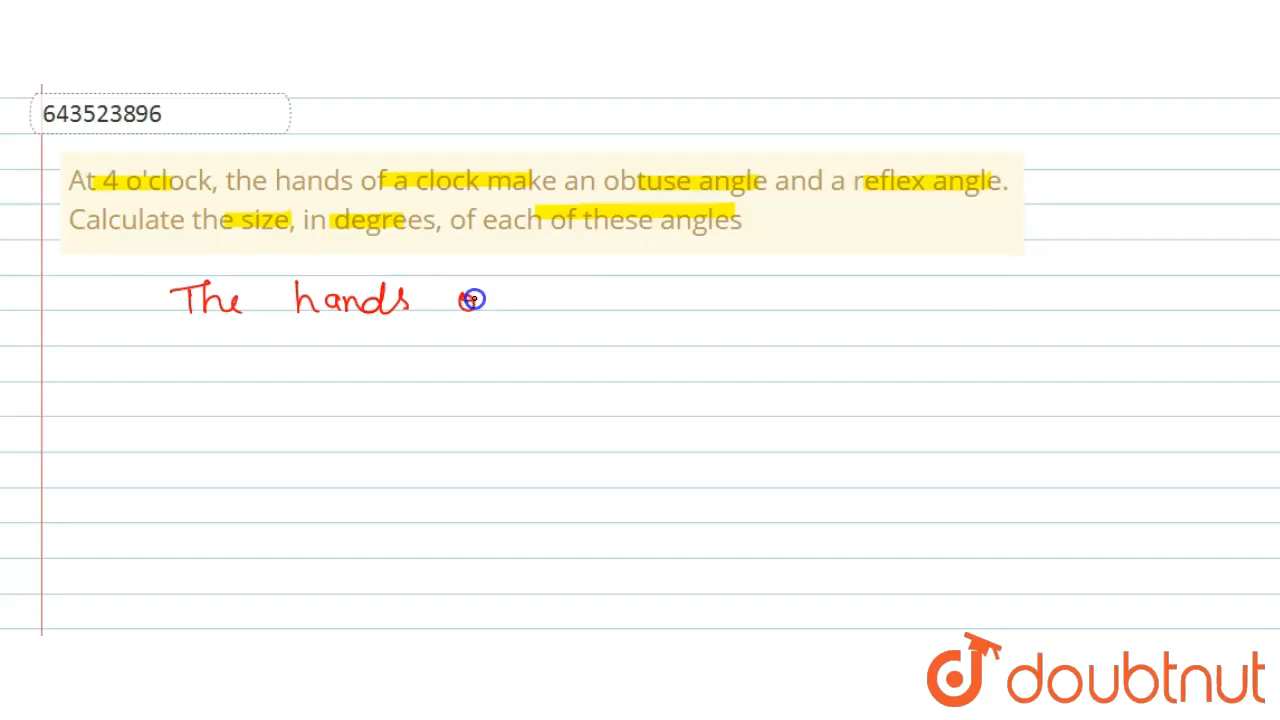 643523896
At 4 o'clock, the hands of a clock make an obtuse angle and a reflex angle.
Calculate the size, in degrees, of each of these angles
The hands
doubtnut